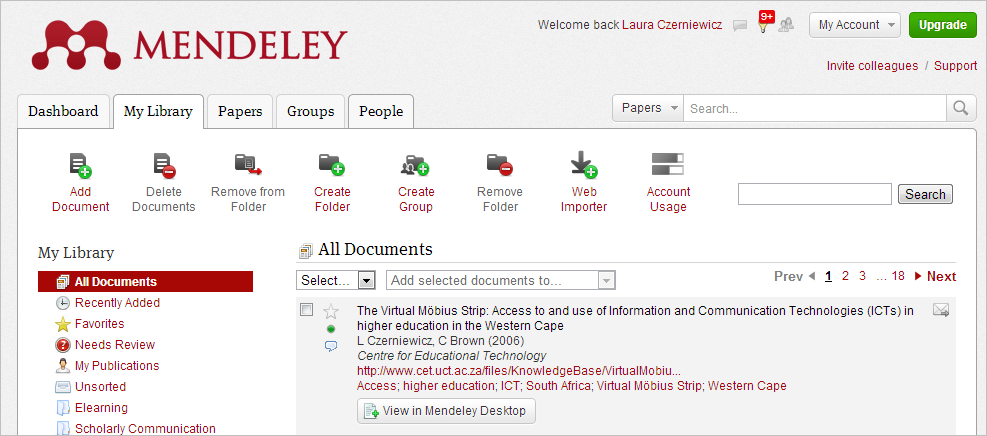 MENDELEY
Welcome back Laura Czerniewicz
9+
My Account
Upgrade
Invite colleagues / Support
Dashboard
My Library
Papers
Groups
People
Papers
Search...
Add
Document
Delete
Documents
Remove from
Folder
Create
Folder
Create
Group
Remove
Folder
Web
Importer
Account
Usage
Search
My Library
All Documents
Recently Added
Favorites
Needs Review
My Publications
Unsorted
Elearning
Scholarly Communication
All Documents
Select...
Add selected documents to...
Prev 1 2 3 ... 18 Next
The Virtual Möbius Strip: Access to and use of Information and Communication Technologies (ICTs) in
higher education in the Western Cape
L Czerniewicz, C Brown (2006)
Centre for Educational Technology
http://www.cet.uct.ac.za/files/KnowledgeBase/VirtualMobiu...
Access; higher education; ICT; South Africa; Virtual Möbius Strip; Western Cape
View in Mendeley Desktop